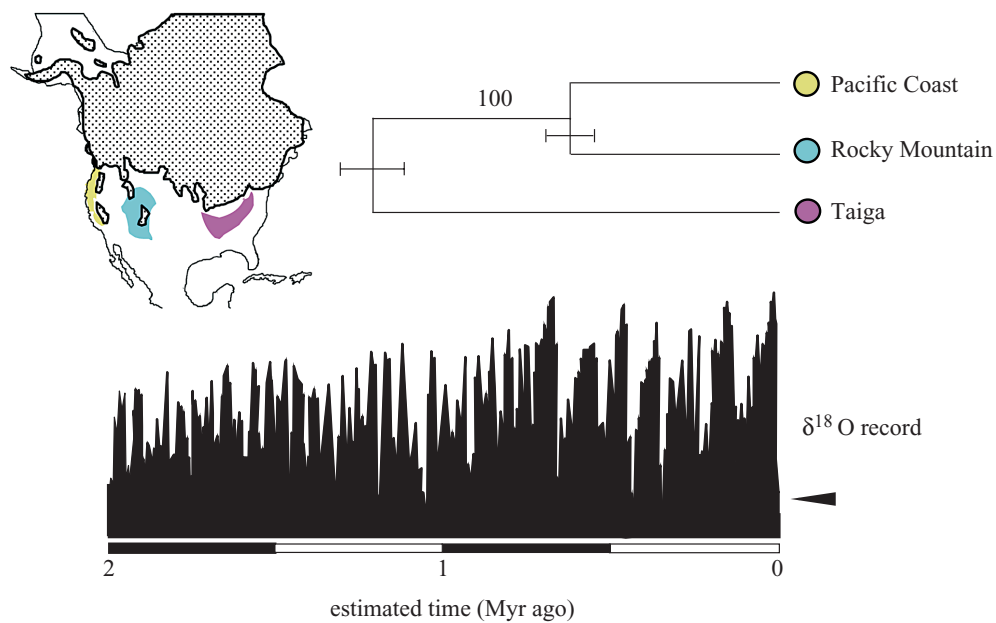 100
Pacific Coast
Rocky Mountain
Taiga
δ¹⁸ O record
2
1
0
estimated time (Myr ago)